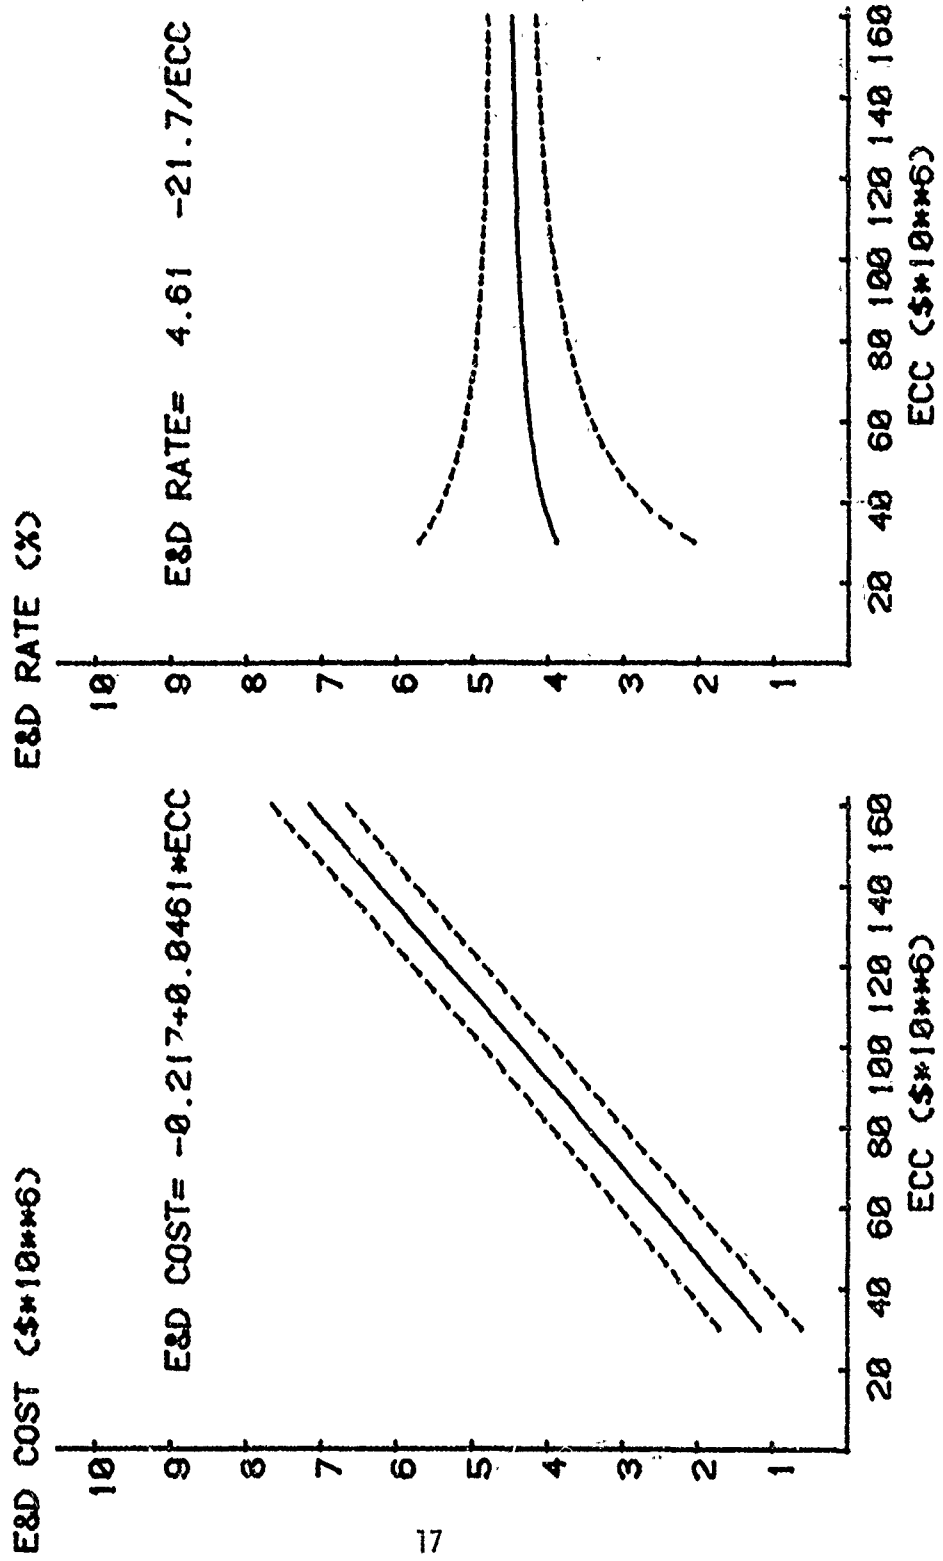 E&D COST ($*10**6)
10
9
8
7
6
5
4
3
2
1
E&D COST= -0.217+0.0461*ECC
20 40 60 80 100 120 140 160
ECC ($*10**6)
E&D RATE (%)
10
9
8
7
6
5
4
3
2
1
E&D RATE= 4.61 -21.7/ECC
20 40 60 80 100 120 140 160
ECC ($*10**6)
17